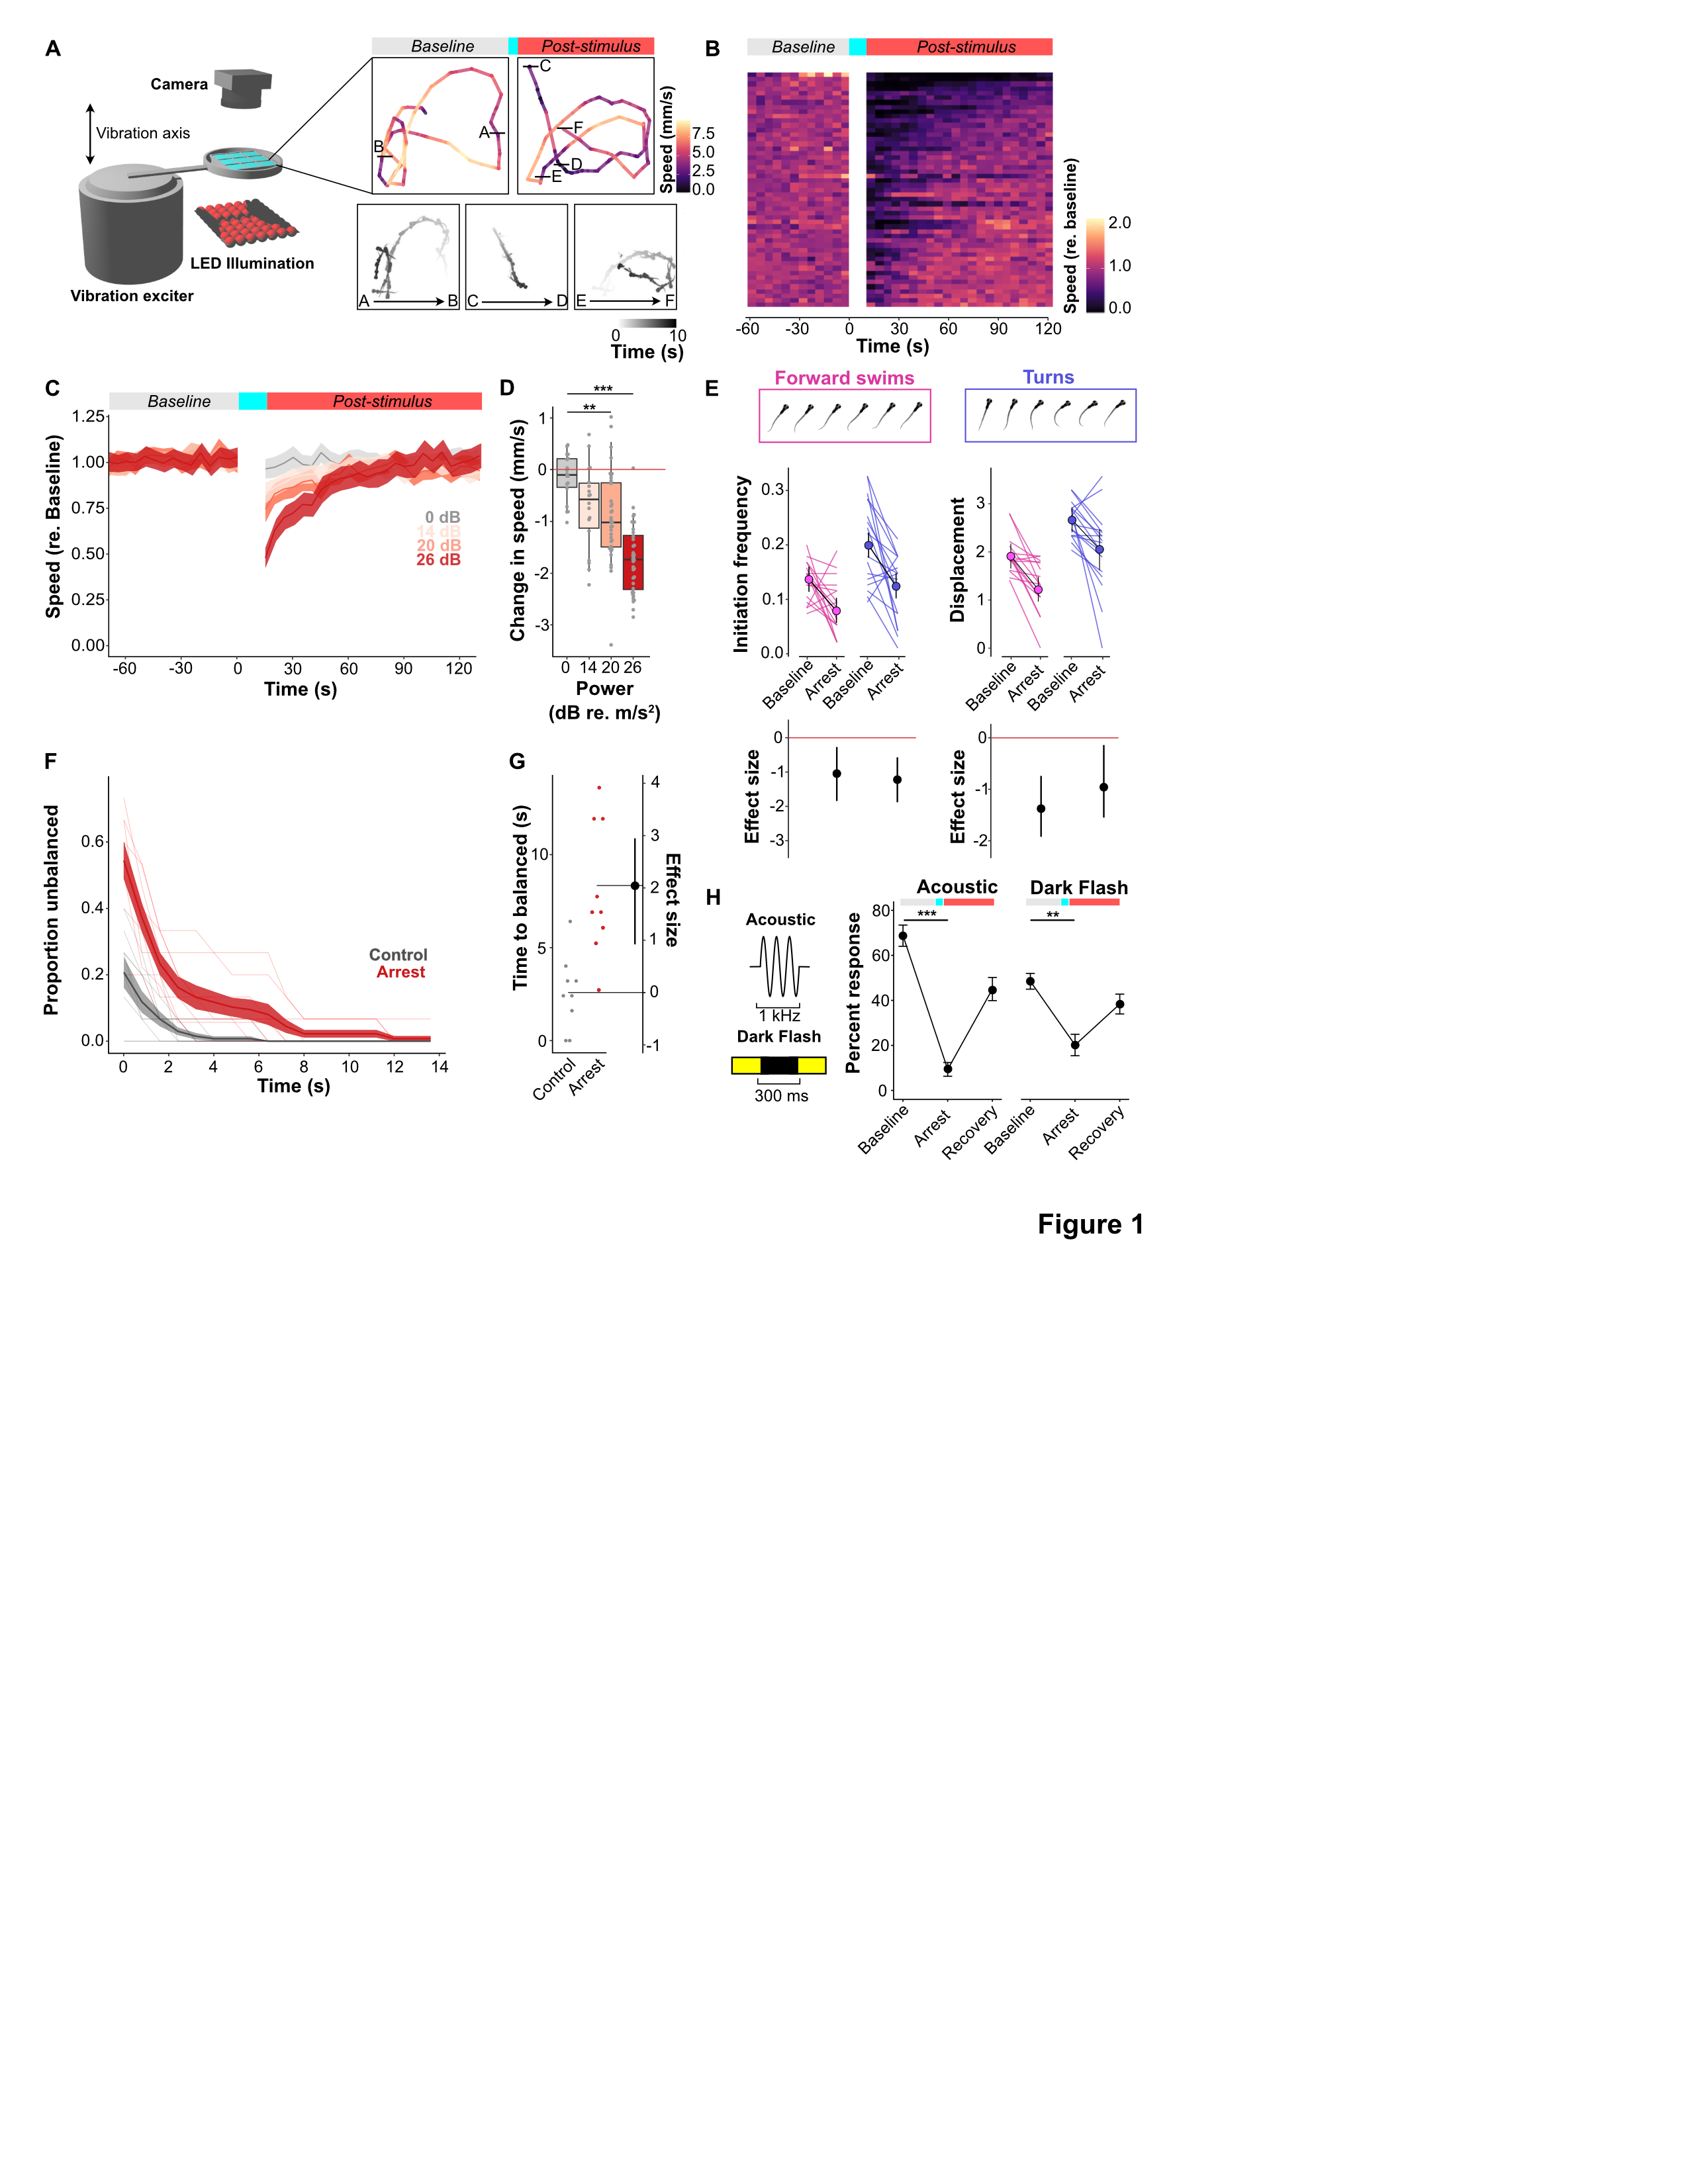 A
Baseline
Post-stimulus
Camera
Vibration axis
Vibration exciter
LED Illumination
A
B
C
F
D
E
Speed (mm/s)
7.5
5.0
2.5
0.0
A
B
C
D
E
F
0
10
Time (s)
B
Baseline
Post-stimulus
Speed (re. baseline)
2.0
1.0
0.0
-60
-30
0
30
60
90
120
Time (s)
C
Baseline
Post-stimulus
Speed (re. Baseline)
1.25
1.00
0.75
0.50
0.25
0.00
0 dB
14 dB
20 dB
26 dB
-60
-30
0
30
60
90
120
Time (s)
D
***
**
Change in speed (mm/s)
1
0
-1
-2
-3
0
14
20
26
Power
(dB re. m/s²)
E
Forward swims
Turns
Initiation frequency
0.3
0.2
0.1
0.0
Baseline
Arrest
Baseline
Arrest
Displacement
3
2
1
0
Baseline
Arrest
Baseline
Arrest
Effect size
0
-1
-2
-3
Effect size
0
-1
-2
F
Proportion unbalanced
0.6
0.4
0.2
0.0
Control
Arrest
0
2
4
6
8
10
12
14
Time (s)
G
Time to balanced (s)
10
5
0
Control
Arrest
4
3
2
1
0
-1
Effect size
H
Acoustic
1 kHz
Dark Flash
300 ms
Acoustic
Dark Flash
***
**
Percent response
80
60
40
20
0
Baseline
Arrest
Recovery
Baseline
Arrest
Recovery
Figure 1